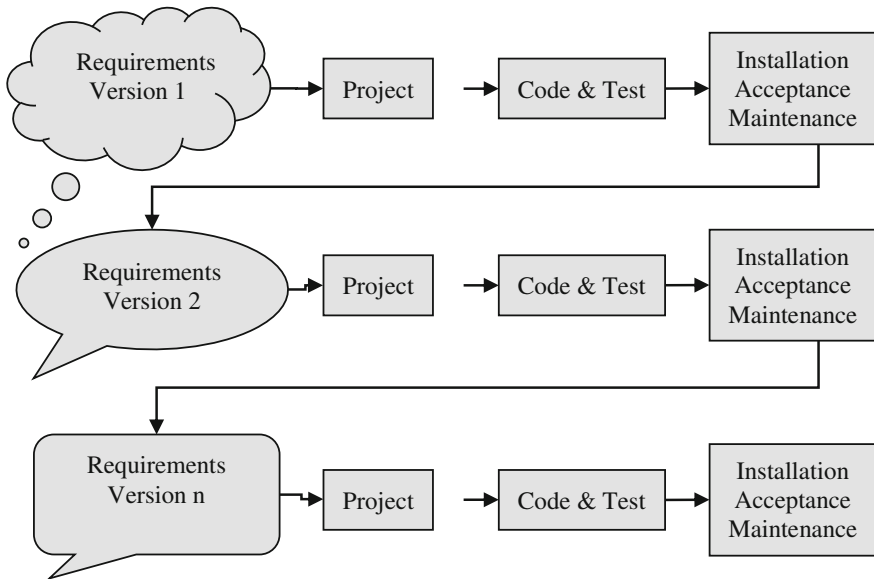 Requirements
Version 1
Project
Code & Test
Installation
Acceptance
Maintenance
Requirements
Version 2
Project
Code & Test
Installation
Acceptance
Maintenance
Requirements
Version n
Project
Code & Test
Installation
Acceptance
Maintenance